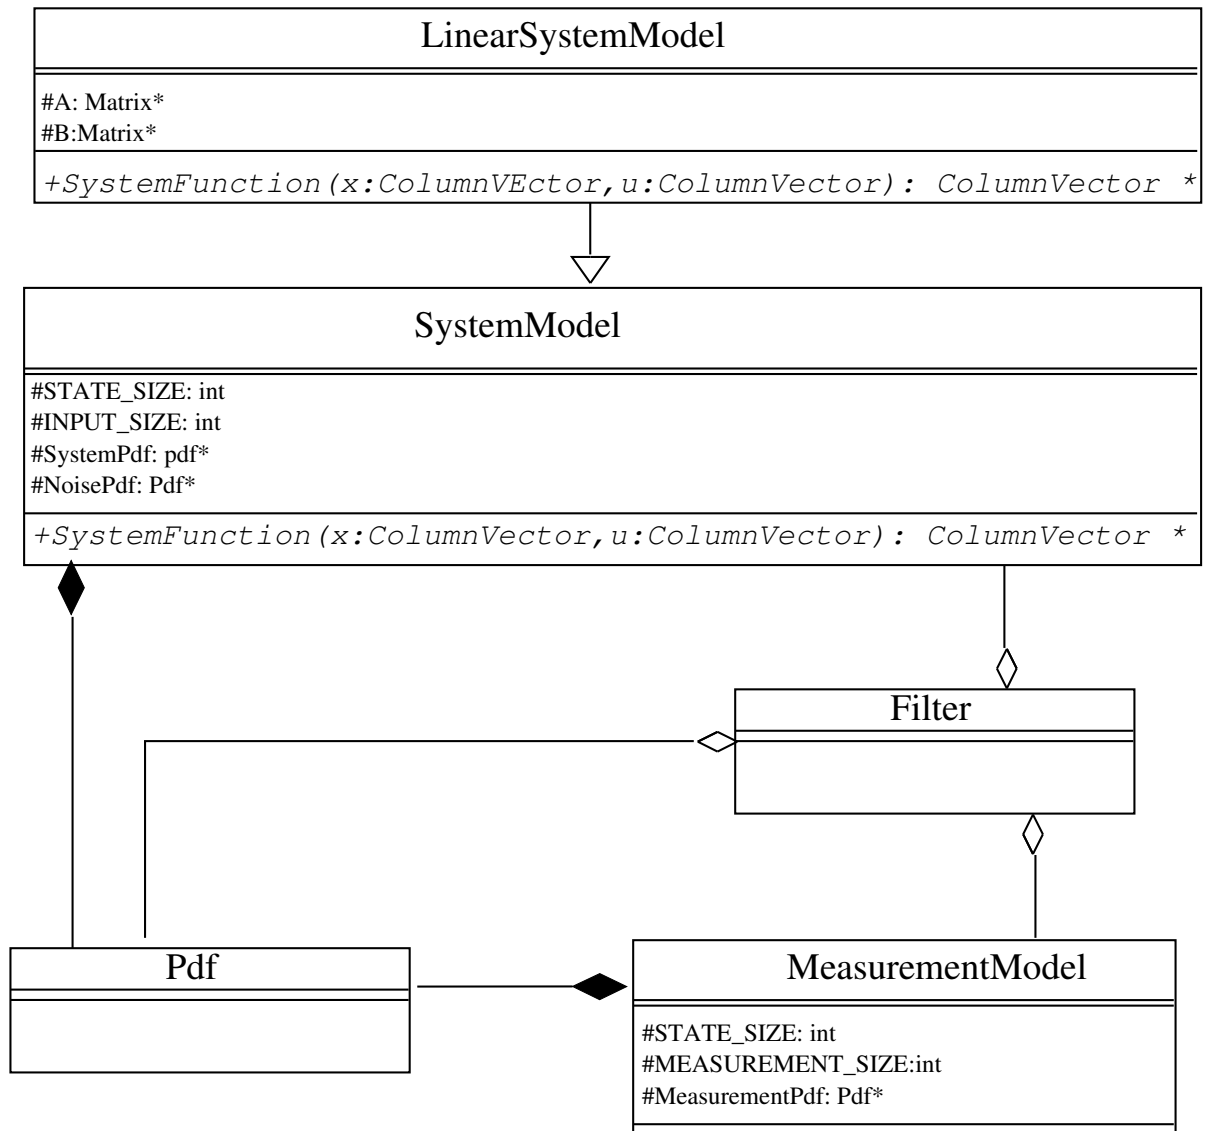 LinearSystemModel
#A: Matrix*
#B:Matrix*
+SystemFunction(x:ColumnVEctor,u:ColumnVector): ColumnVector *
SystemModel
#STATE_SIZE: int
#INPUT_SIZE: int
#SystemPdf: pdf*
#NoisePdf: Pdf*
+SystemFunction(x:ColumnVector,u:ColumnVector): ColumnVector *
Filter
Pdf
MeasurementModel
#STATE_SIZE: int
#MEASUREMENT_SIZE:int
#MeasurementPdf: Pdf*